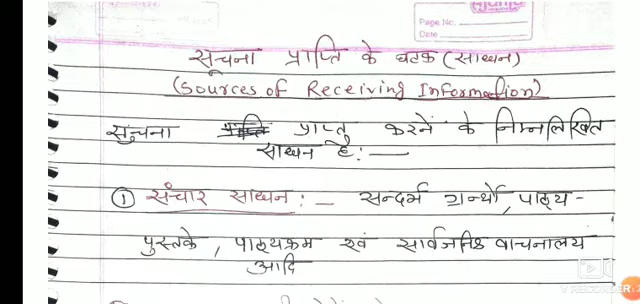 Page No.
Date
सूचना प्राप्ति के घटक (साधन)
(Sources of Receiving Information)
सूचना प्राप्त करनें के निम्नलिखित
साधन है: —
① संचार साधन : — सन्दर्भ ग्रन्थो, पाठ्य -
पुस्तके, पाठ्यक्रम एवं सार्वजनिक वाचनालय
आदि